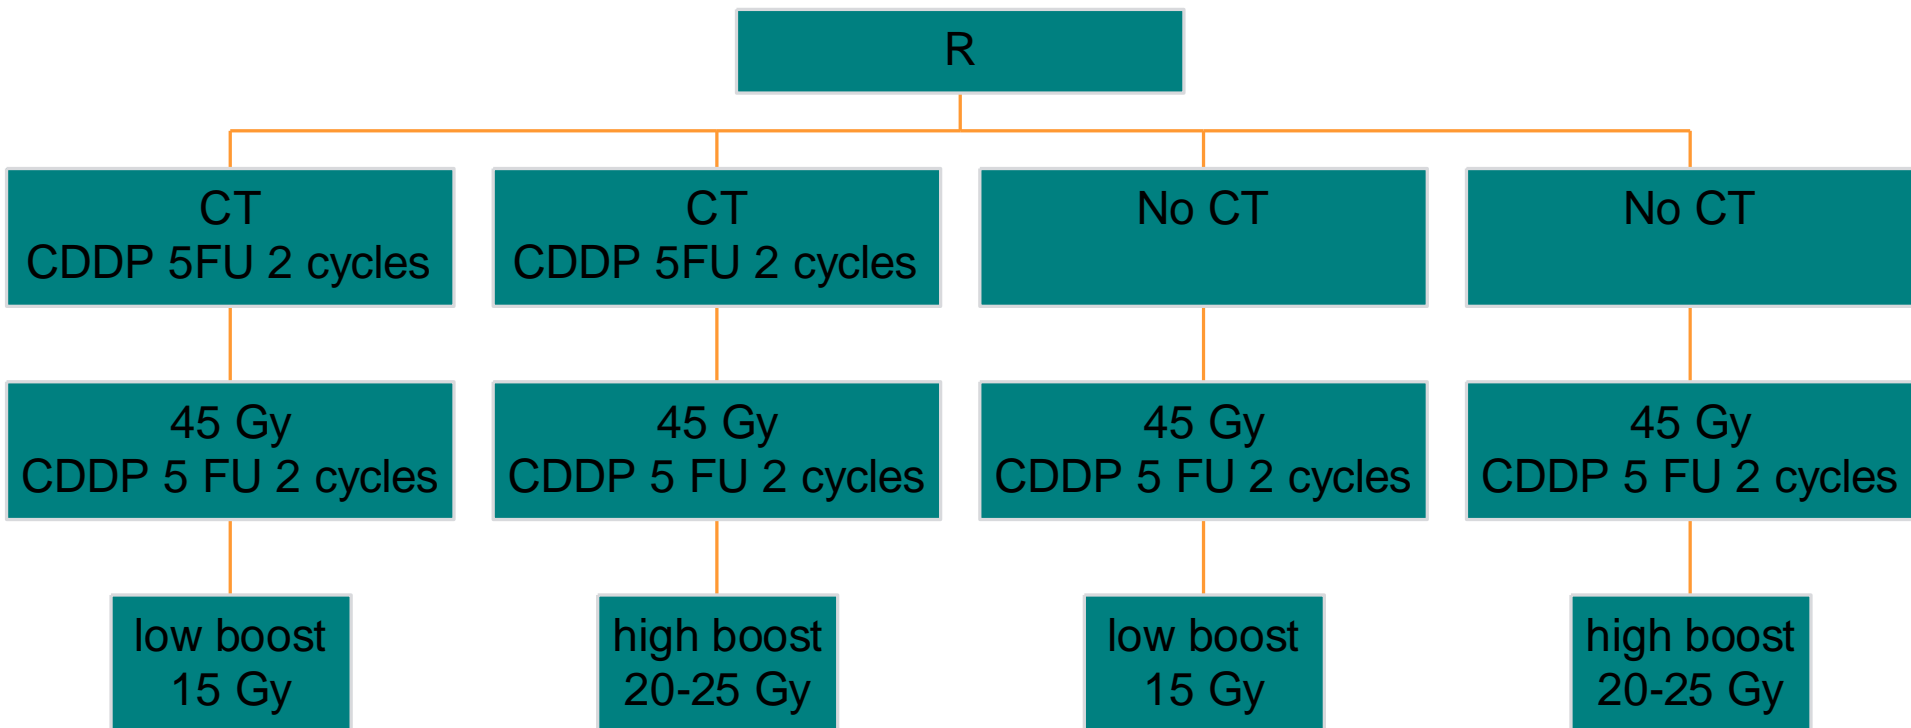 R
CT
CDDP 5FU 2 cycles
CT
CDDP 5FU 2 cycles
No CT
No CT
45 Gy
CDDP 5 FU 2 cycles
45 Gy
CDDP 5 FU 2 cycles
45 Gy
CDDP 5 FU 2 cycles
45 Gy
CDDP 5 FU 2 cycles
low boost
15 Gy
high boost
20-25 Gy
low boost
15 Gy
high boost
20-25 Gy